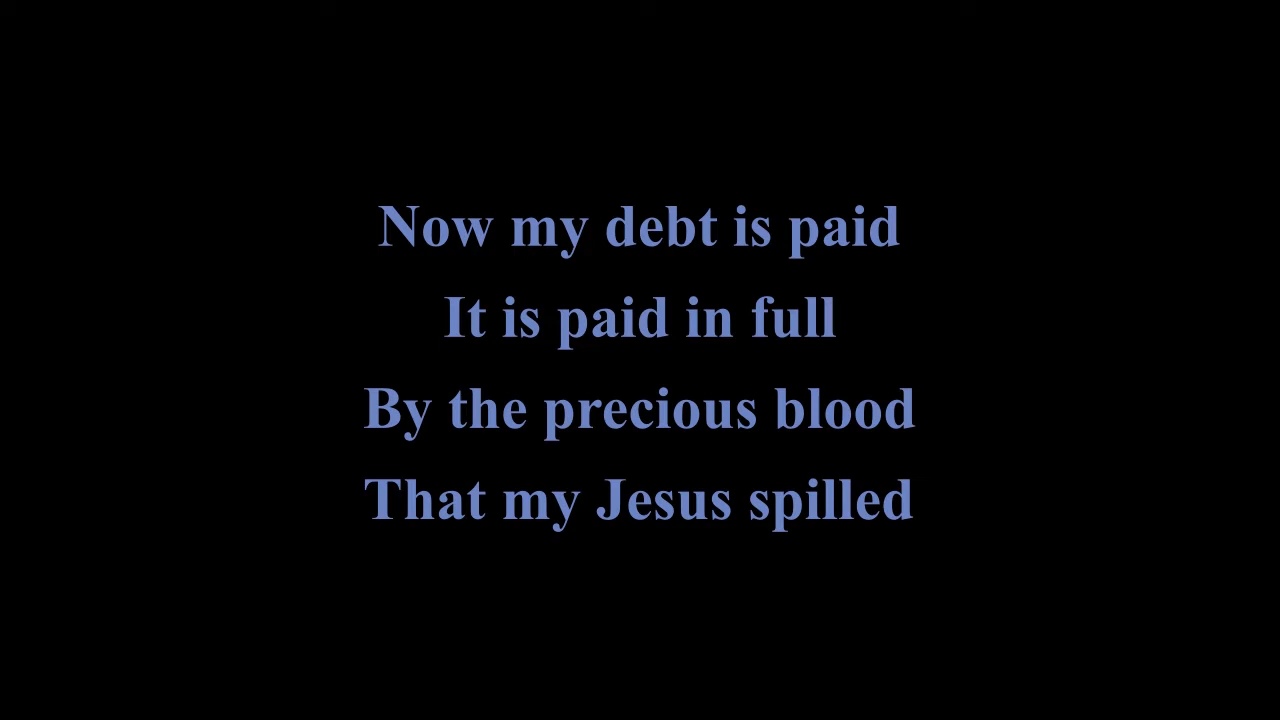 Now my debt is paid
It is paid in full
By the precious blood
That my Jesus spilled